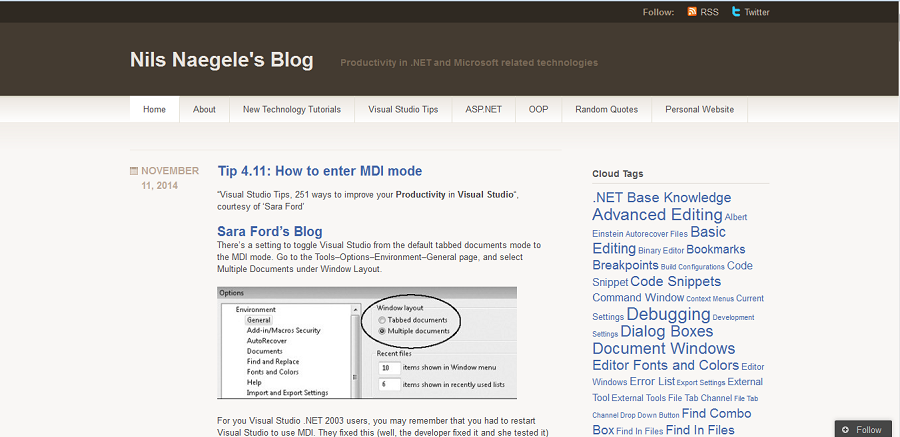 Follow: RSS Twitter
Nils Naegele's Blog Productivity in .NET and Microsoft related technologies
Home About New Technology Tutorials Visual Studio Tips ASP.NET OOP Random Quotes Personal Website
NOVEMBER
11, 2014
Tip 4.11: How to enter MDI mode
"Visual Studio Tips, 251 ways to improve your Productivity in Visual Studio",
courtesy of 'Sara Ford'
Sara Ford's Blog
There's a setting to toggle Visual Studio from the default tabbed documents mode to
the MDI mode. Go to the Tools–Options–Environment–General page, and select
Multiple Documents under Window Layout.
Options
Environment
General
Add-in/Macros Security
AutoRecover
Documents
Find and Replace
Fonts and Colors
Help
Import and Export Settings
Window layout
Tabbed documents
Multiple documents
Recent files
10 items shown in Window menu
6 items shown in recently used lists
For you Visual Studio .NET 2003 users, you may remember that you had to restart
Visual Studio to use MDI. They fixed this (well, the developer fixed it and she tested it)
Cloud Tags
.NET Base Knowledge
Advanced Editing Albert
Einstein Autorecover Files Basic
Editing Binary Editor Bookmarks
Breakpoints Build Configurations Code
Snippet Code Snippets
Command Window Context Menus Current
Settings Debugging Development
Settings Dialog Boxes
Document Windows
Editor Fonts and Colors Editor
Windows Error List Export Settings External
Tool External Tools File Tab Channel File Tab
Channel Drop Down Button Find Combo
Box Find In Files Find In Files
Follow